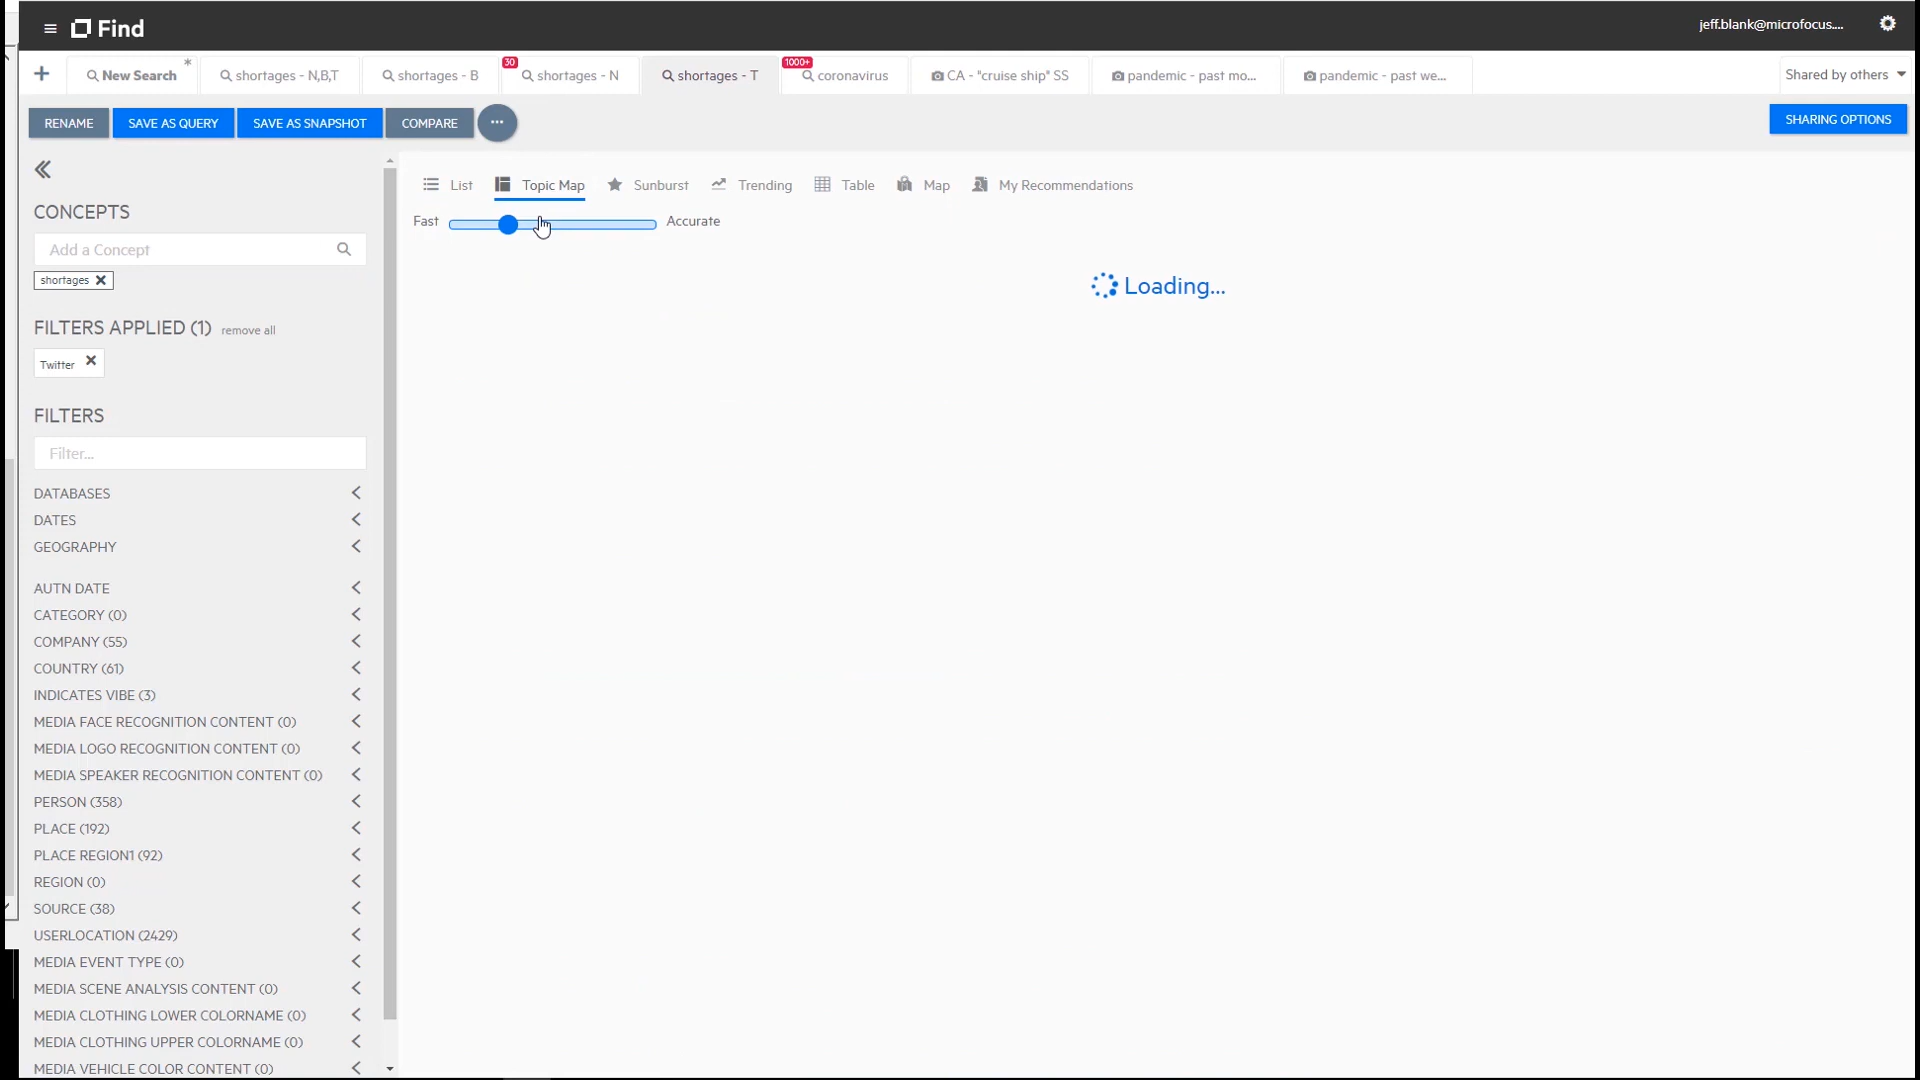 Find
jeff.blank@microfocus....
+ New Search *
shortages - N,B,T
shortages - B
30
shortages - N
shortages - T
1000+
coronavirus
CA - "cruise ship" SS
pandemic - past mo...
pandemic - past we...
Shared by others
RENAME
SAVE AS QUERY
SAVE AS SNAPSHOT
COMPARE
...
SHARING OPTIONS
List
Topic Map
Sunburst
Trending
Table
Map
My Recommendations
Fast
Accurate
Loading...
CONCEPTS
Add a Concept
shortages
FILTERS APPLIED (1) remove all
Twitter
FILTERS
Filter...
DATABASES
DATES
GEOGRAPHY
AUTN DATE
CATEGORY (0)
COMPANY (55)
COUNTRY (61)
INDICATES VIBE (3)
MEDIA FACE RECOGNITION CONTENT (0)
MEDIA LOGO RECOGNITION CONTENT (0)
MEDIA SPEAKER RECOGNITION CONTENT (0)
PERSON (358)
PLACE (192)
PLACE REGION1 (92)
REGION (0)
SOURCE (38)
USERLOCATION (2429)
MEDIA EVENT TYPE (0)
MEDIA SCENE ANALYSIS CONTENT (0)
MEDIA CLOTHING LOWER COLORNAME (0)
MEDIA CLOTHING UPPER COLORNAME (0)
MEDIA VEHICLE COLOR CONTENT (0)